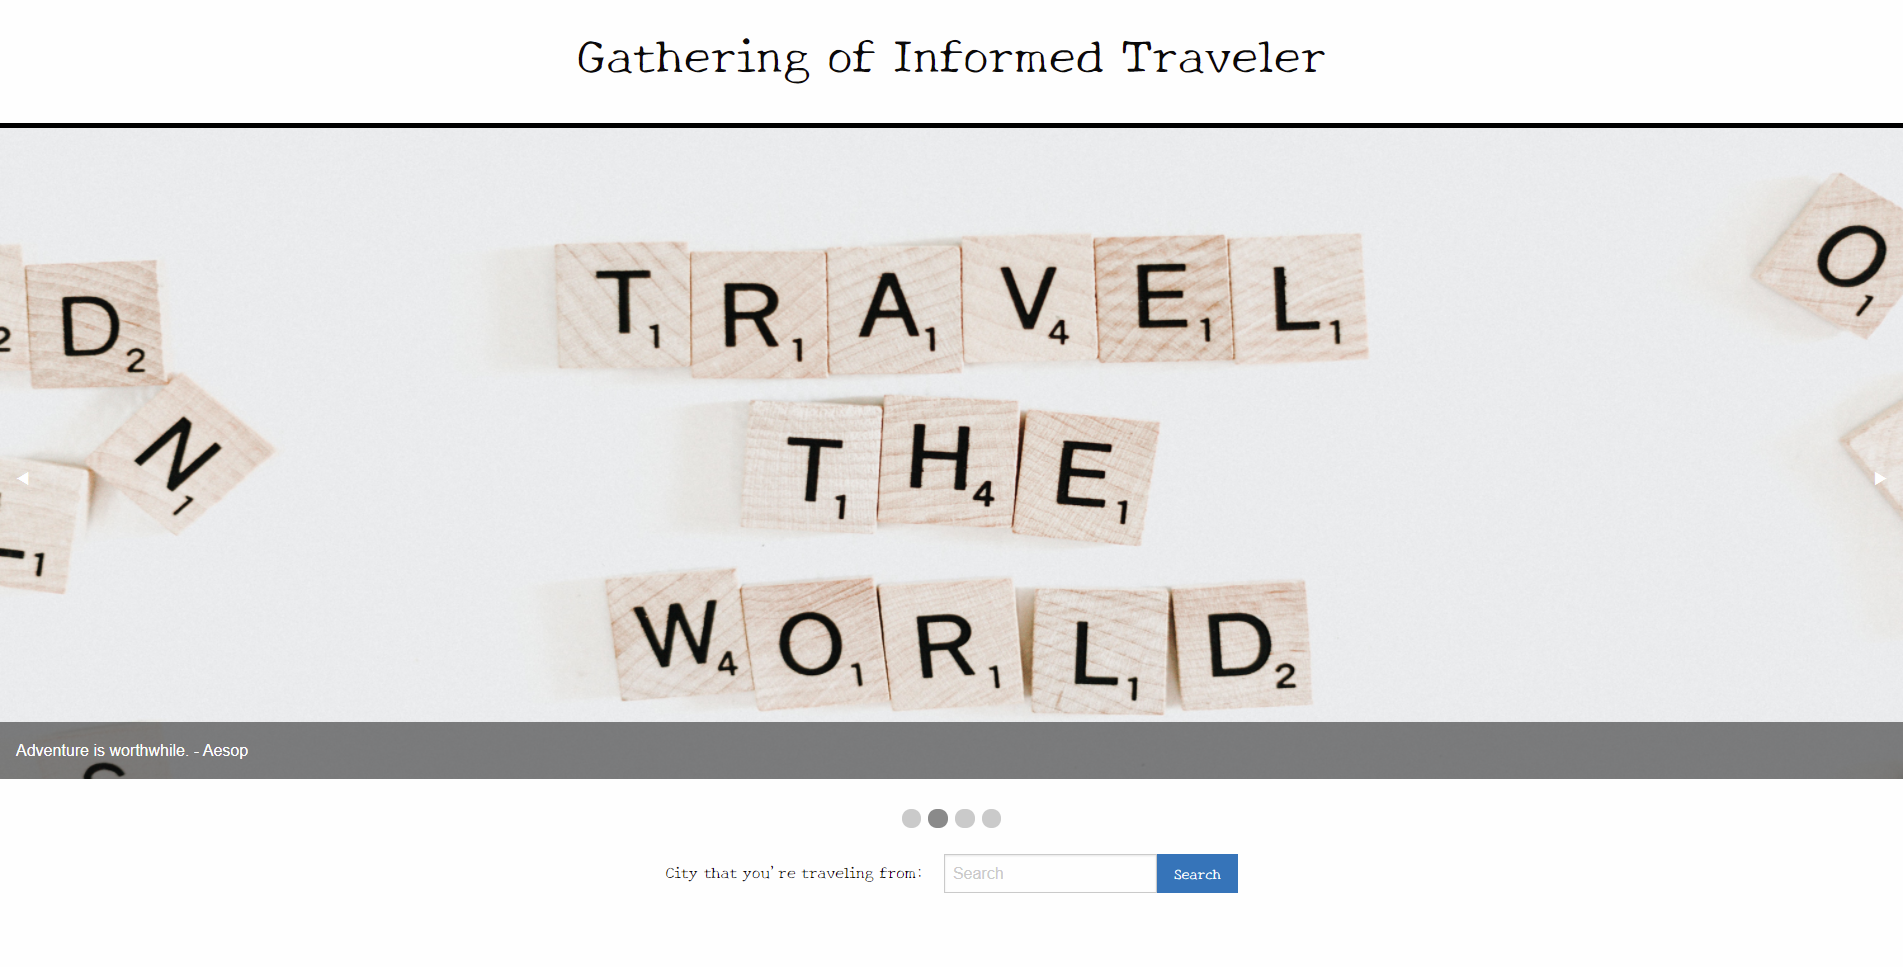 Gathering of Informed Traveler
T1 R1 A1 V4 E1 L1
O1
D2
T1 H4 E1
N1
1
W4 O1 R1 L1 D2
Adventure is worthwhile. - Aesop
City that you're traveling from: Search Search